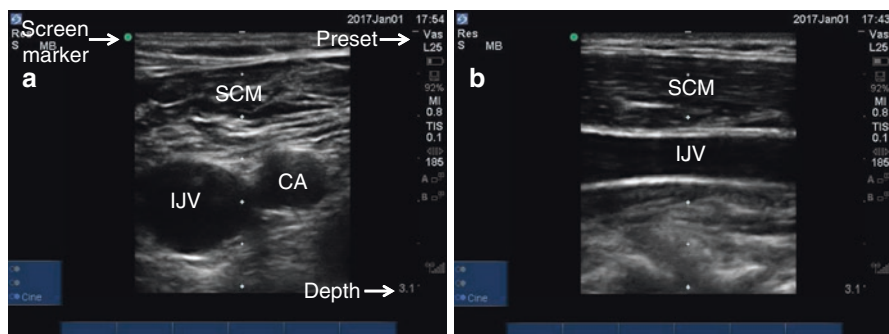 2017Jan01 17:54
Screen marker
Res
S MB
Preset
Vas
L25
92%
MI
0.8
TIS
0.1
185
A
B
a
SCM
IJV
CA
Cine
Depth
3.1
2017Jan01 17:43
Res
S MB
Vas
L25
92%
MI
0.8
TIS
0.1
185
A
B
b
SCM
IJV
Cine
3.1